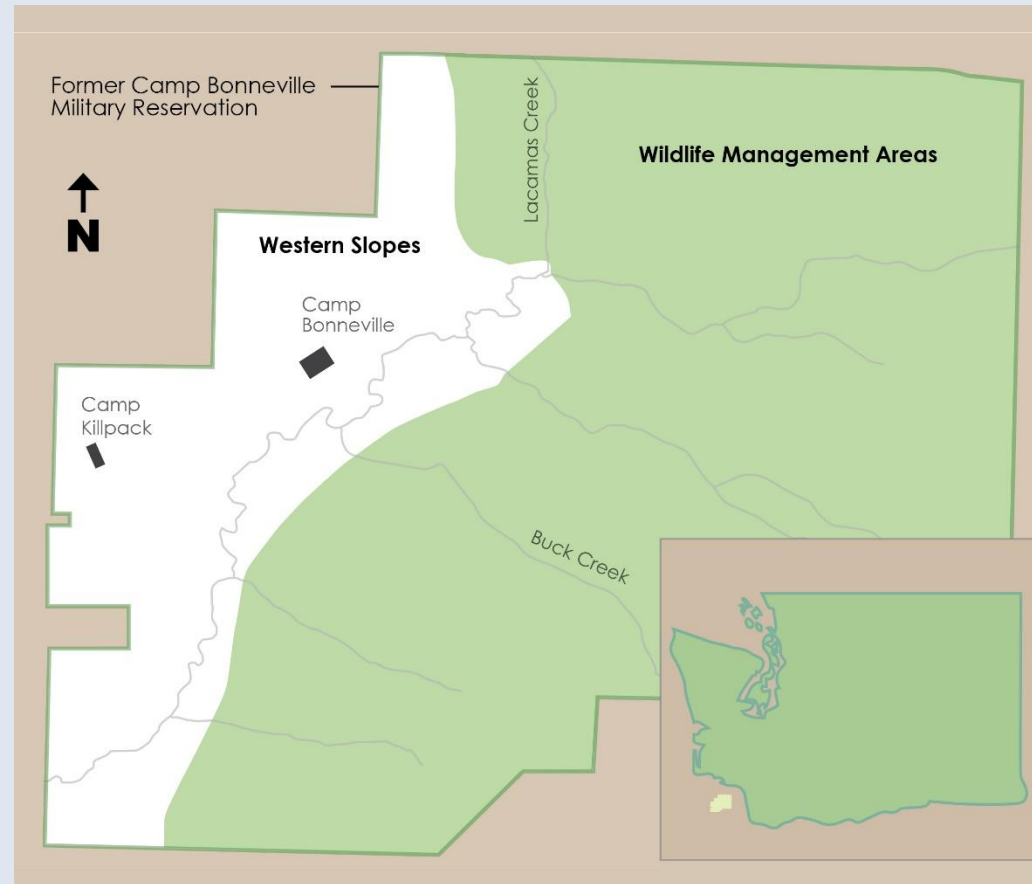 Former Camp Bonneville
Military Reservation
N
Western Slopes
Camp
Bonneville
Camp
Killpack
Lacamas Creek
Wildlife Management Areas
Buck Creek